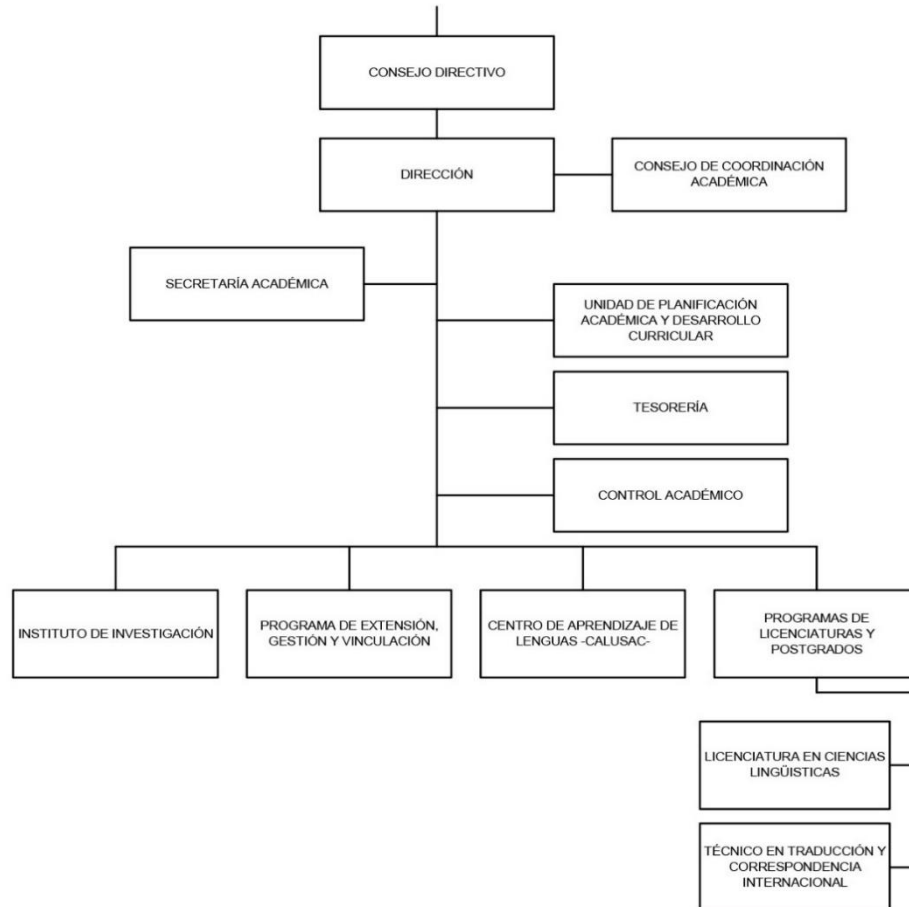 CONSEJO DIRECTIVO
DIRECCIÓN
CONSEJO DE COORDINACIÓN
ACADÉMICA
SECRETARÍA ACADÉMICA
UNIDAD DE PLANIFICACIÓN
ACADÉMICA Y DESARROLLO
CURRICULAR
TESORERÍA
CONTROL ACADÉMICO
INSTITUTO DE INVESTIGACIÓN
PROGRAMA DE EXTENSIÓN,
GESTIÓN Y VINCULACIÓN
CENTRO DE APRENDIZAJE DE
LENGUAS -CALUSAC-
PROGRAMAS DE
LICENCIATURAS Y
POSTGRADOS
LICENCIATURA EN CIENCIAS
LINGÜISTICAS
TÉCNICO EN TRADUCCIÓN Y
CORRESPONDENCIA
INTERNACIONAL